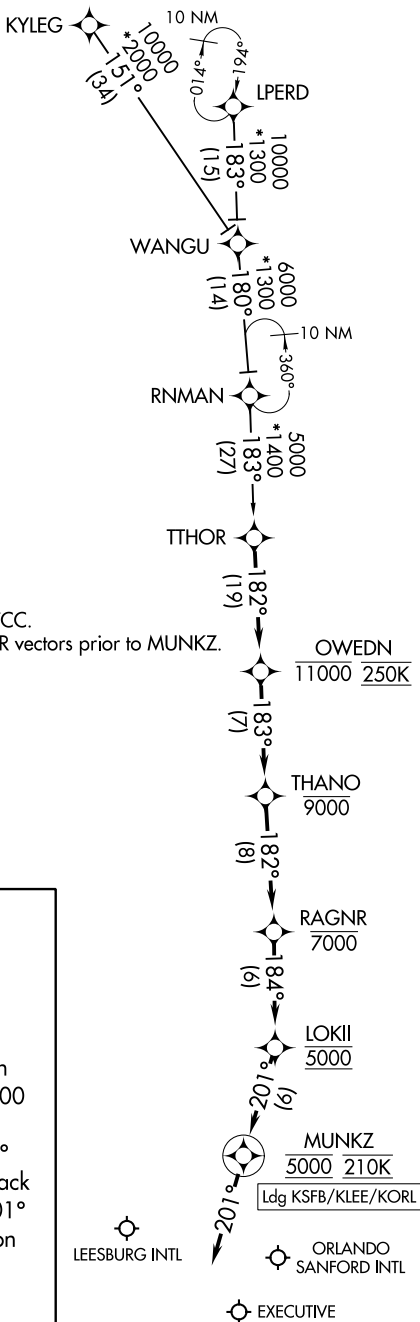 KYLEG
10000
*2000
151°
(34)
10 NM
014°
194°
LPERD
10000
*1300
183°
(15)
WANGU
6000
*1300
180°
(14)
10 NM
360°
RNMAN
5000
*1400
183°
(27)
TTHOR
182°
(19)
CC.
R vectors prior to MUNKZ.
OWEDN
11000 250K
183°
(7)
THANO
9000
182°
(8)
RAGNR
7000
184°
(6)
LOKII
5000
n
00
°
ack
01°
on
201°
(9)
MUNKZ
5000 210K
Ldg KSFB/KLEE/KORL
201°
LEESBURG INTL
ORLANDO
SANFORD INTL
EXECUTIVE